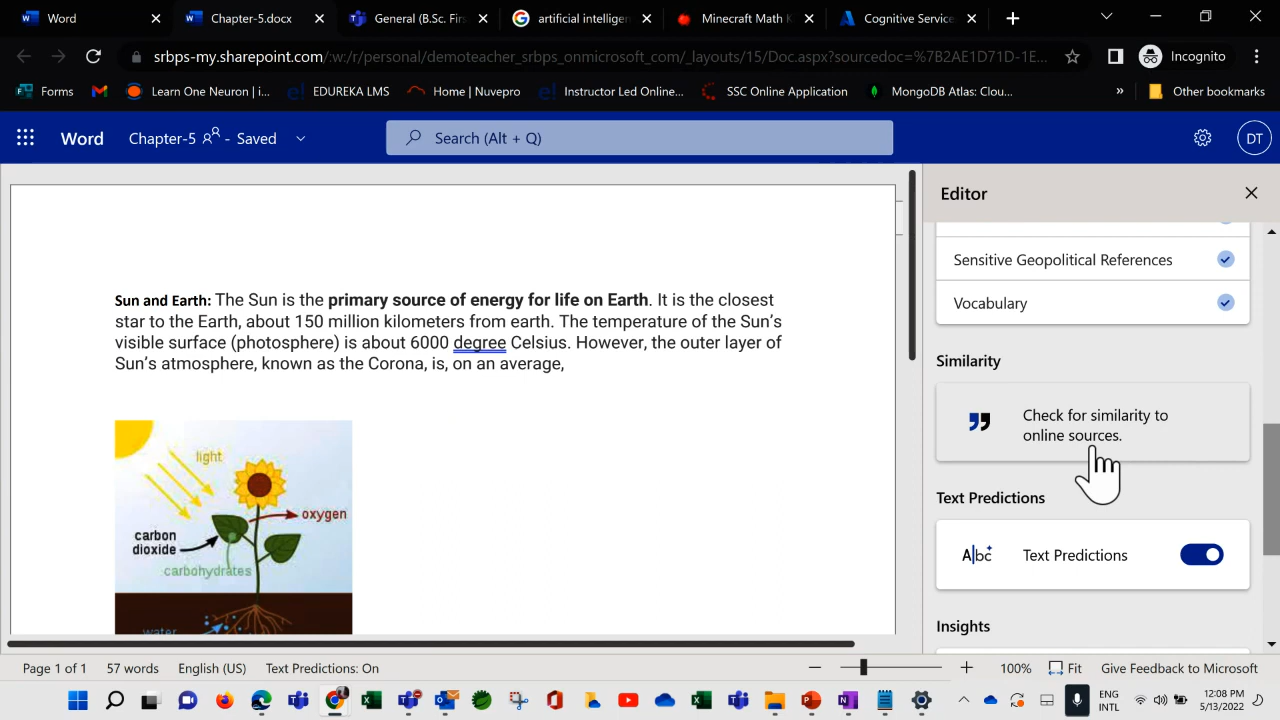 Word
Chapter-5.docx
General (B.Sc. Firs
artificial intelligen
Minecraft Math K
Cognitive Service
srbps-my.sharepoint.com/:w:/r/personal/demoteacher_srbps_onmicrosoft_com/_layouts/15/Doc.aspx?sourcedoc=%7B2AE1D71D-1E...
Incognito
Forms
Learn One Neuron | i...
EDUREKA LMS
Home | Nuvepro
Instructor Led Online...
SSC Online Application
MongoDB Atlas: Clou...
»
Other bookmarks
Word
Chapter-5
- Saved
Search (Alt + Q)
DT
Sun and Earth: The Sun is the primary source of energy for life on Earth. It is the closest
star to the Earth, about 150 million kilometers from earth. The temperature of the Sun's
visible surface (photosphere) is about 6000 degree Celsius. However, the outer layer of
Sun's atmosphere, known as the Corona, is, on an average,
light
oxygen
carbon
dioxide
carbohydrates
water
Editor
Sensitive Geopolitical References
Vocabulary
Similarity
Check for similarity to
online sources.
Text Predictions
Abc
Text Predictions
Insights
Page 1 of 1
57 words
English (US)
Text Predictions: On
100%
Fit
Give Feedback to Microsoft
ENG
INTL
12:08 PM
5/13/2022